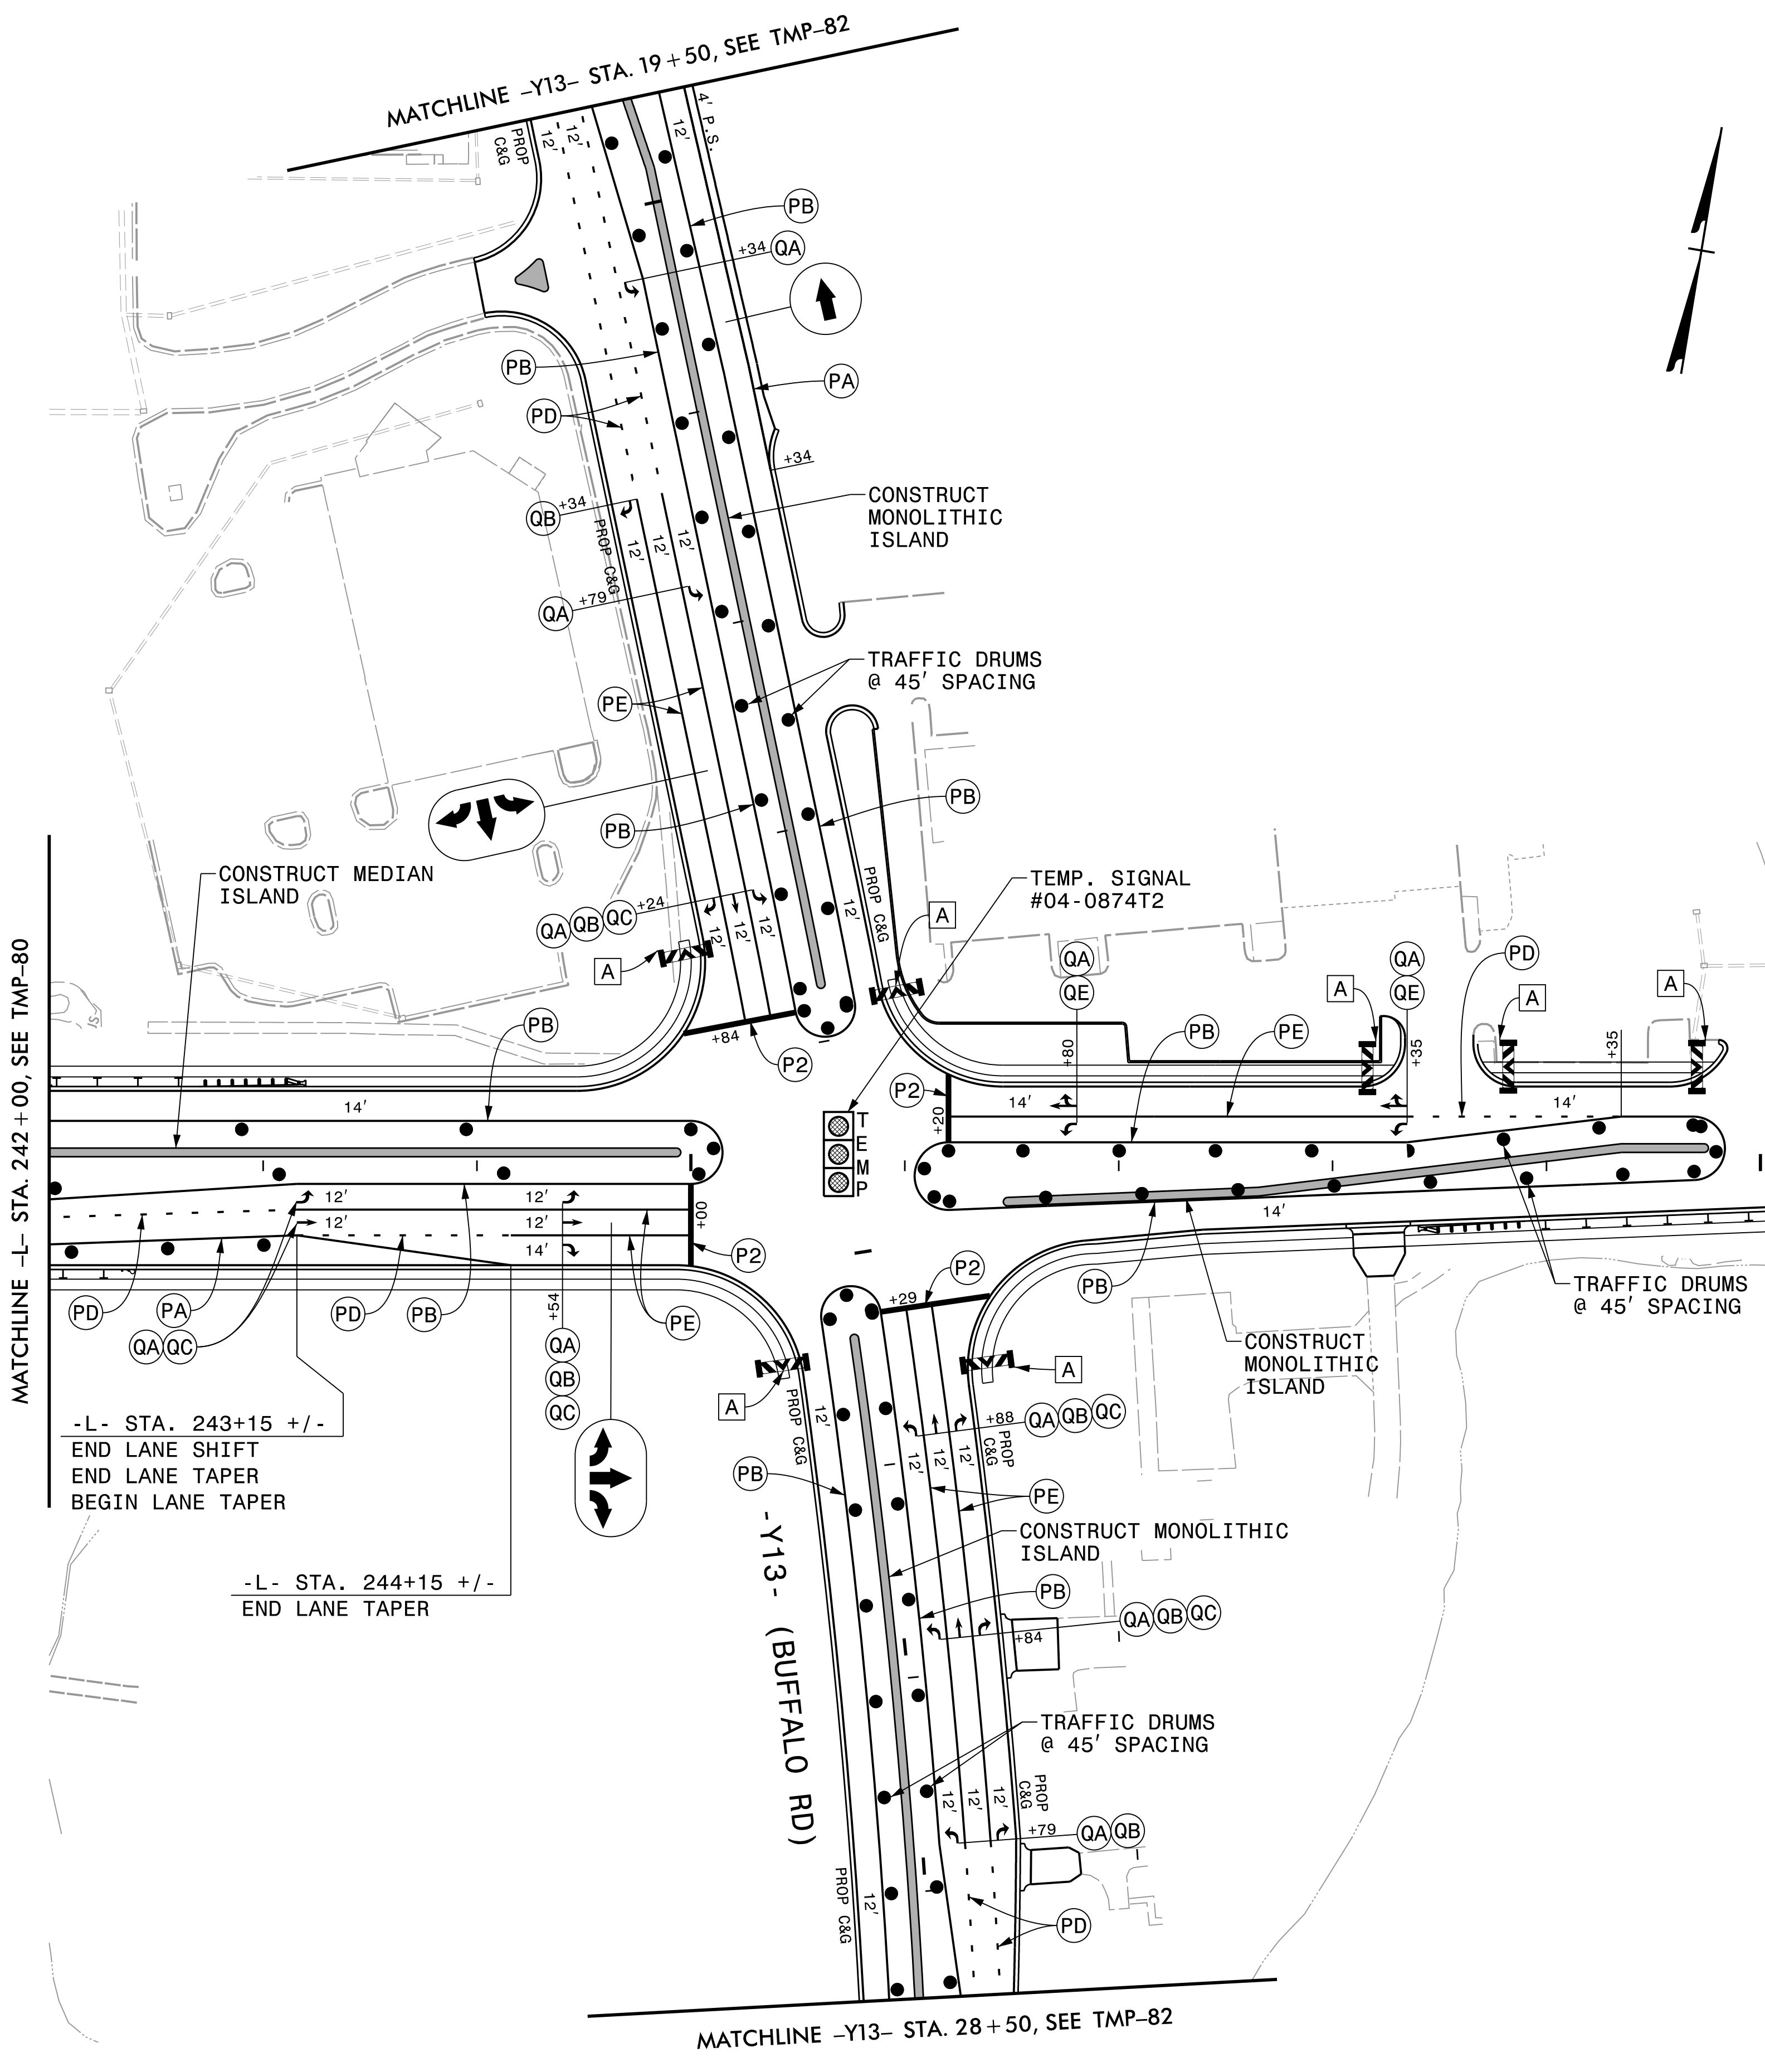 MATCHLINE –Y13– STA. 19+50, SEE TMP–82
PROP
C&G
12'
12'
12'
4' P.S.
PB
+34
QA
PB
PA
PD
+34
QB
+34
CONSTRUCT
MONOLITHIC
ISLAND
PROP C&G
12'
12'
12'
QA
+79
TRAFFIC DRUMS
@ 45' SPACING
PE
PB
PB
CONSTRUCT MEDIAN
ISLAND
TEMP. SIGNAL
#04-0874T2
QA
QB
QC
+24
12'
12'
12'
12'
PROP C&G
A
A
MATCHLINE –L– STA. 242+00, SEE TMP–80
PB
+84
P2
QA
QE
+80
PB
PE
A
QA
QE
+35
PD
A
A
+35
14'
P2
+20
14'
14'
T
E
M
P
12'
12'
12'
12'
14'
+00
P2
14'
PD
PA
QA
QC
PD
PB
+54
PE
QA
QB
QC
P2
+29
PB
TRAFFIC DRUMS
@ 45' SPACING
CONSTRUCT
MONOLITHIC
ISLAND
A
A
-L- STA. 243+15 +/-
END LANE SHIFT
END LANE TAPER
BEGIN LANE TAPER
PROP C&G
12'
+88
QA
QB
QC
PROP
C&G
12'
12'
12'
PB
PE
CONSTRUCT MONOLITHIC
ISLAND
-L- STA. 244+15 +/-
END LANE TAPER
PB
QA
QB
QC
+84
-Y13- (BUFFALO RD)
TRAFFIC DRUMS
@ 45' SPACING
PROP
C&G
12'
12'
12'
+79
QA
QB
PROP C&G
12'
PD
MATCHLINE –Y13– STA. 28+50, SEE TMP–82